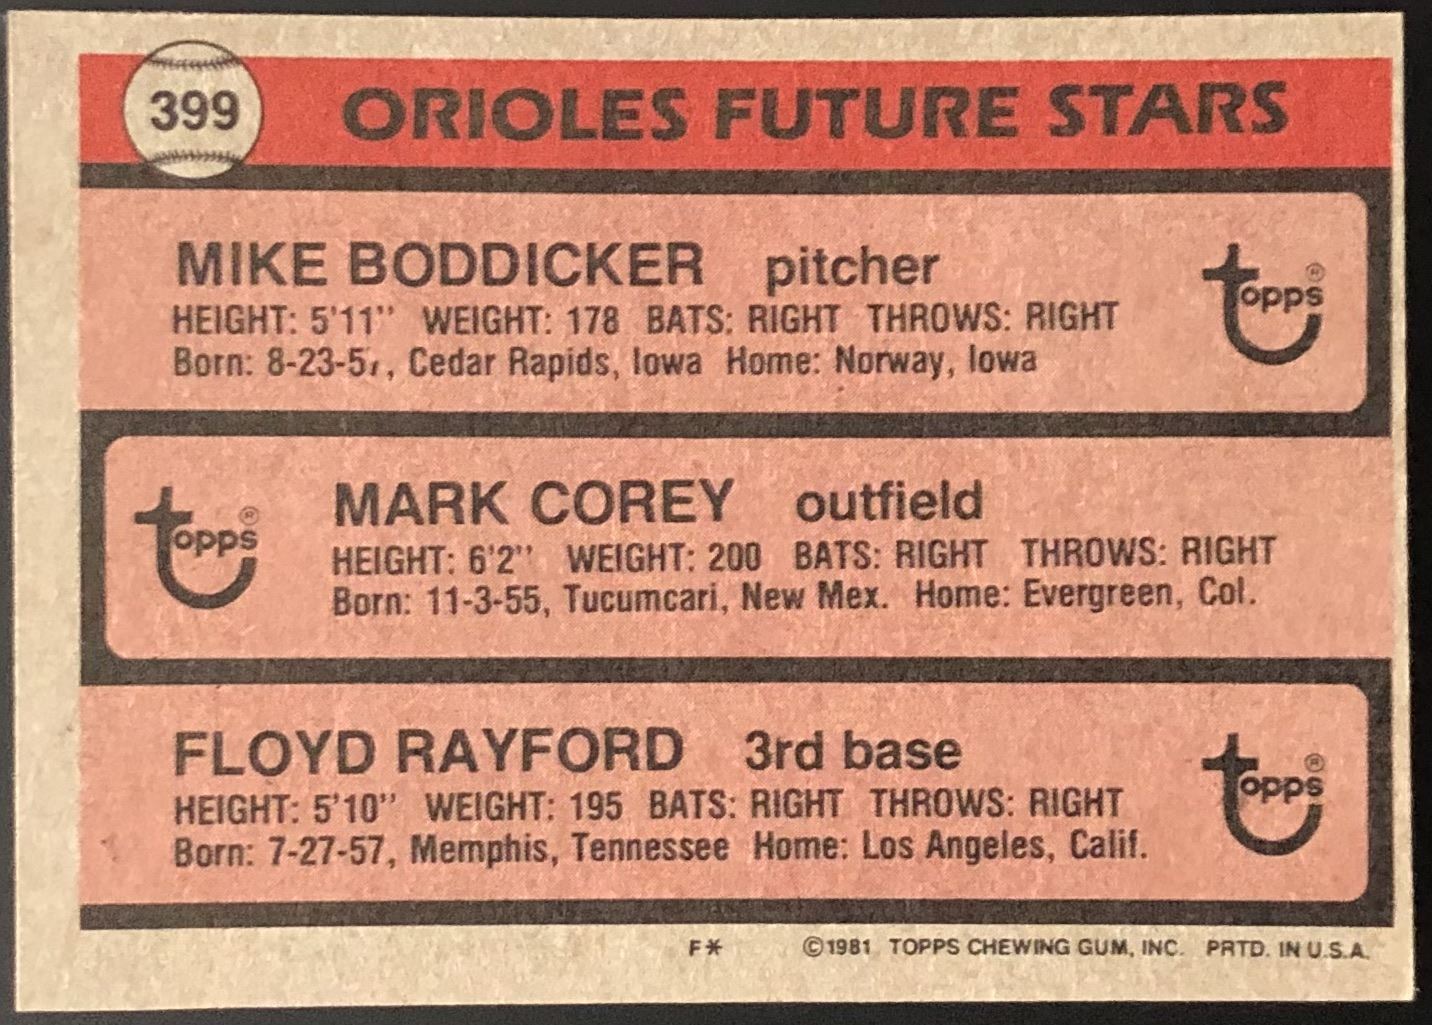 399
ORIOLES FUTURE STARS
MIKE BODDICKER pitcher
HEIGHT: 5'11" WEIGHT: 178 BATS: RIGHT THROWS: RIGHT
Born: Cedar Rapids, Iowa Home: Norway, Iowa
Topps®
MARK COREY outfield
HEIGHT: 6'2" WEIGHT: 200 BATS: RIGHT THROWS: RIGHT
Born: 11-3-55, Tucumcari, New Mex. Home: Evergreen, Col.
Topps®
FLOYD RAYFORD 3rd base
HEIGHT: 5'10" WEIGHT: 195 BATS: RIGHT THROWS: RIGHT
Born: 7-27-57, Memphis, Tennessee Home: Los Angeles, Calif.
Topps®
F* ©1981 TOPPS CHEWING GUM, INC. PRTD. IN U.S.A.